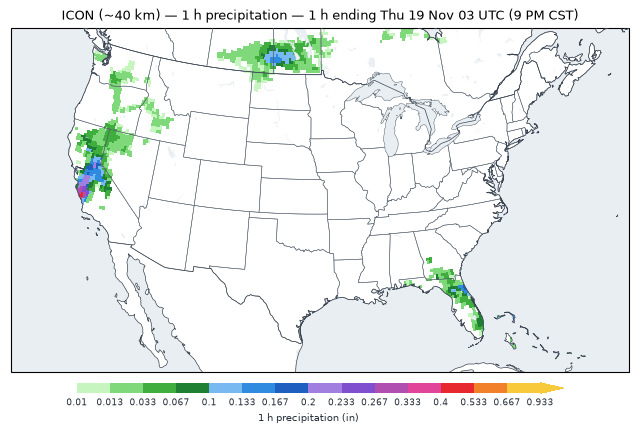 ICON (~40 km) — 1 h precipitation — 1 h ending Thu 19 Nov 03 UTC (9 PM CST)
0.01 0.013 0.033 0.067 0.1 0.133 0.167 0.2 0.233 0.267 0.333 0.4 0.533 0.667 0.933
1 h precipitation (in)